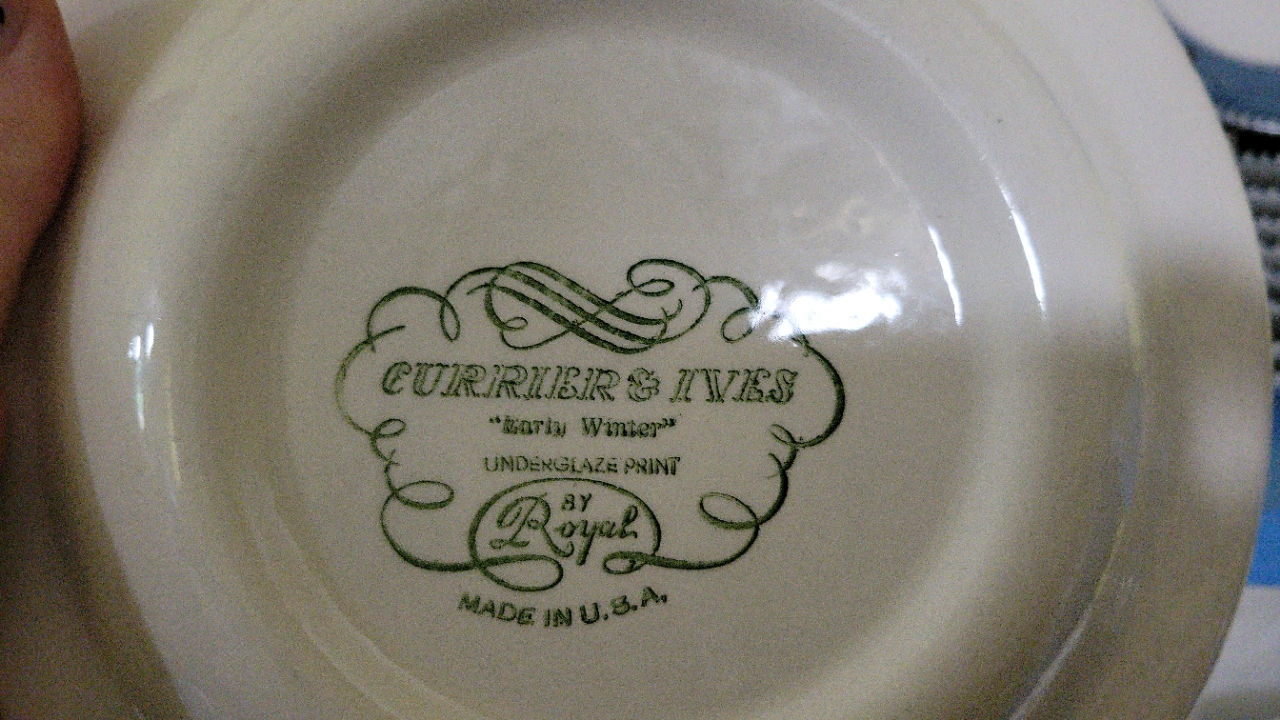 CURRIER & IVES
"Early Winter"
UNDERGLAZE PRINT
BY
Royal
MADE IN U.S.A.